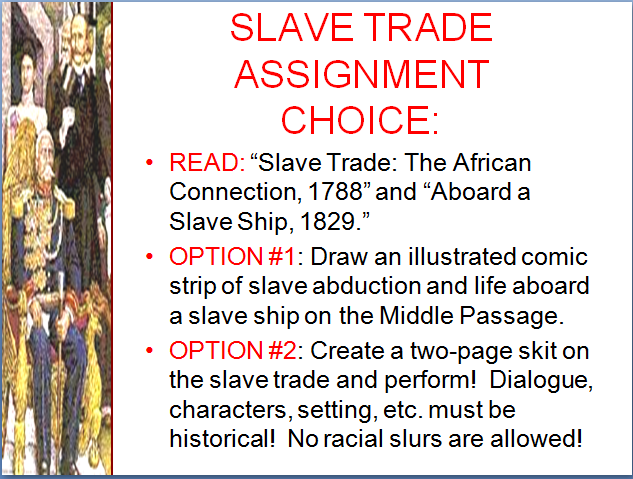 SLAVE TRADE
ASSIGNMENT
CHOICE:
• READ: “Slave Trade: The African
Connection, 1788” and “Aboard a
Slave Ship, 1829.”
• OPTION #1: Draw an illustrated comic
strip of slave abduction and life aboard
a slave ship on the Middle Passage.
• OPTION #2: Create a two-page skit on
the slave trade and perform!  Dialogue,
characters, setting, etc. must be
historical!  No racial slurs are allowed!